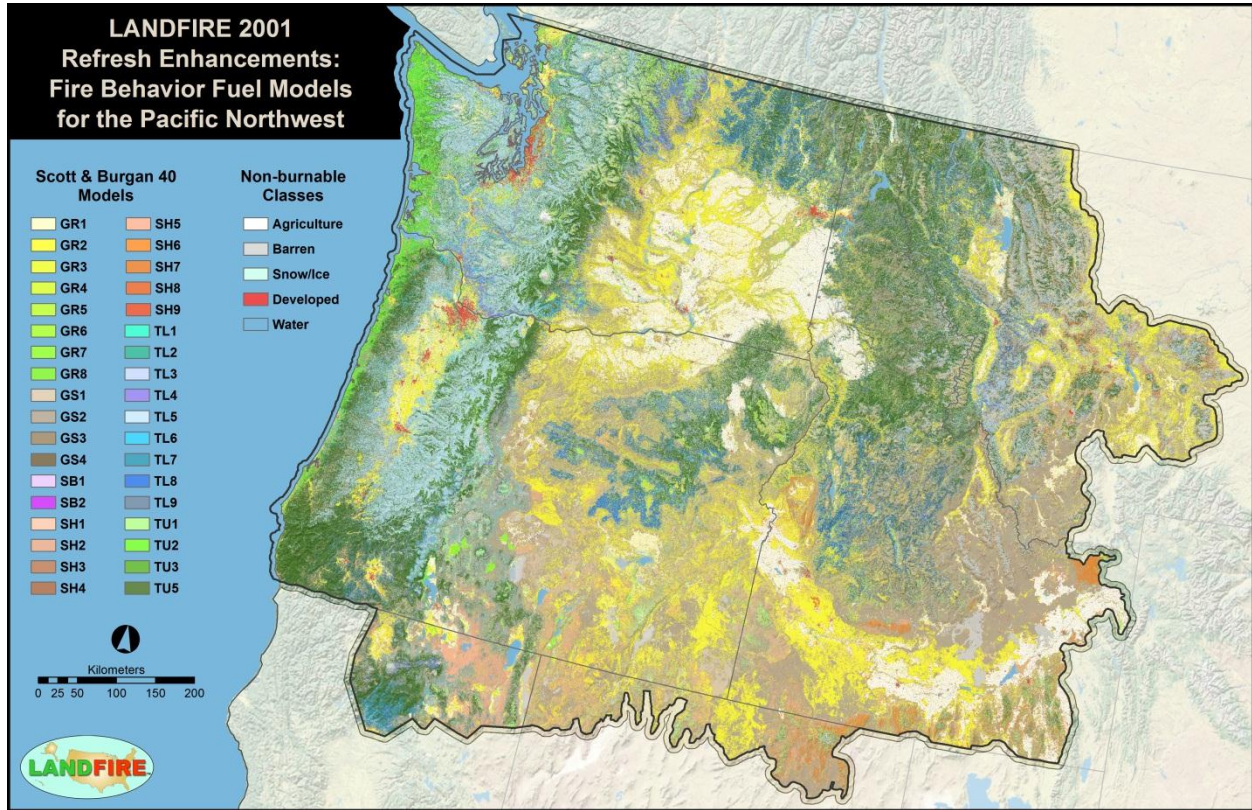 LANDFIRE 2001
Refresh Enhancements:
Fire Behavior Fuel Models
for the Pacific Northwest
Scott & Burgan 40
Models
GR1
GR2
GR3
GR4
GR5
GR6
GR7
GR8
GS1
GS2
GS3
GS4
SB1
SB2
SH1
SH2
SH3
SH4
SH5
SH6
SH7
SH8
SH9
TL1
TL2
TL3
TL4
TL5
TL6
TL7
TL8
TL9
TU1
TU2
TU3
TU5
Non-burnable
Classes
Agriculture
Barren
Snow/Ice
Developed
Water
Kilometers
0 25 50 100 150 200
LANDFIRE